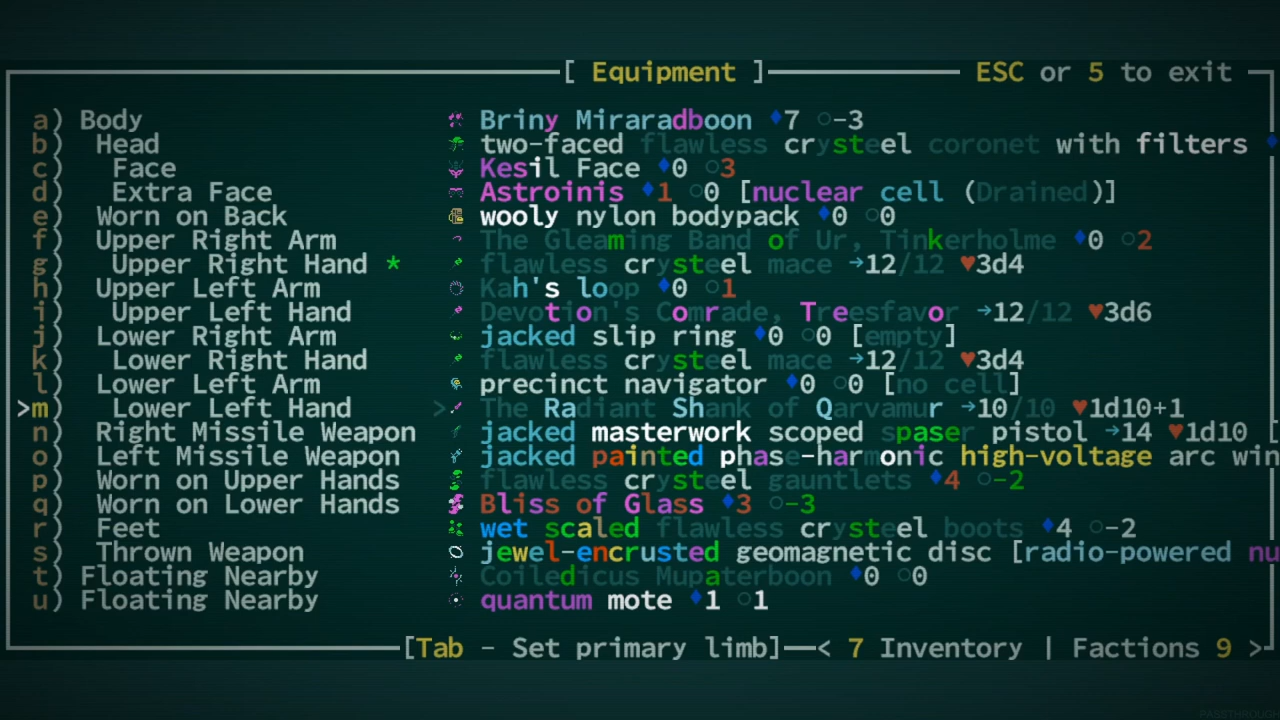 [ Equipment ] ESC or 5 to exit
a) Body Briny Miraradboon ♦7 ○-3
b) Head two-faced flawless crysteel coronet with filters ♦
c) Face Kesil Face ♦0 ○3
d) Extra Face Astroinis ♦1 ○0 [nuclear cell (Drained)]
e) Worn on Back wooly nylon bodypack ♦0 ○0
f) Upper Right Arm The Gleaming Band of Ur, Tinkerholme ♦0 ○2
g) Upper Right Hand * flawless crysteel mace →12/12 ♥3d4
h) Upper Left Arm Kah's loop ♦0 ○1
i) Upper Left Hand Devotion's Comrade, Treesfavor →12/12 ♥3d6
j) Lower Right Arm jacked slip ring ♦0 ○0 [empty]
k) Lower Right Hand flawless crysteel mace →12/12 ♥3d4
l) Lower Left Arm precinct navigator ♦0 ○0 [no cell]
>m) Lower Left Hand > The Radiant Shank of Qarvamur →10/10 ♥1d10+1
n) Right Missile Weapon jacked masterwork scoped spaser pistol →14 ♥1d10 [
o) Left Missile Weapon jacked painted phase-harmonic high-voltage arc win
p) Worn on Upper Hands flawless crysteel gauntlets ♦4 ○-2
q) Worn on Lower Hands Bliss of Glass ♦3 ○-3
r) Feet wet scaled flawless crysteel boots ♦4 ○-2
s) Thrown Weapon jewel-encrusted geomagnetic disc [radio-powered nu
t) Floating Nearby Coiledicus Mupaterboon ♦0 ○0
u) Floating Nearby quantum mote ♦1 ○1
[Tab - Set primary limb] < 7 Inventory | Factions 9 >